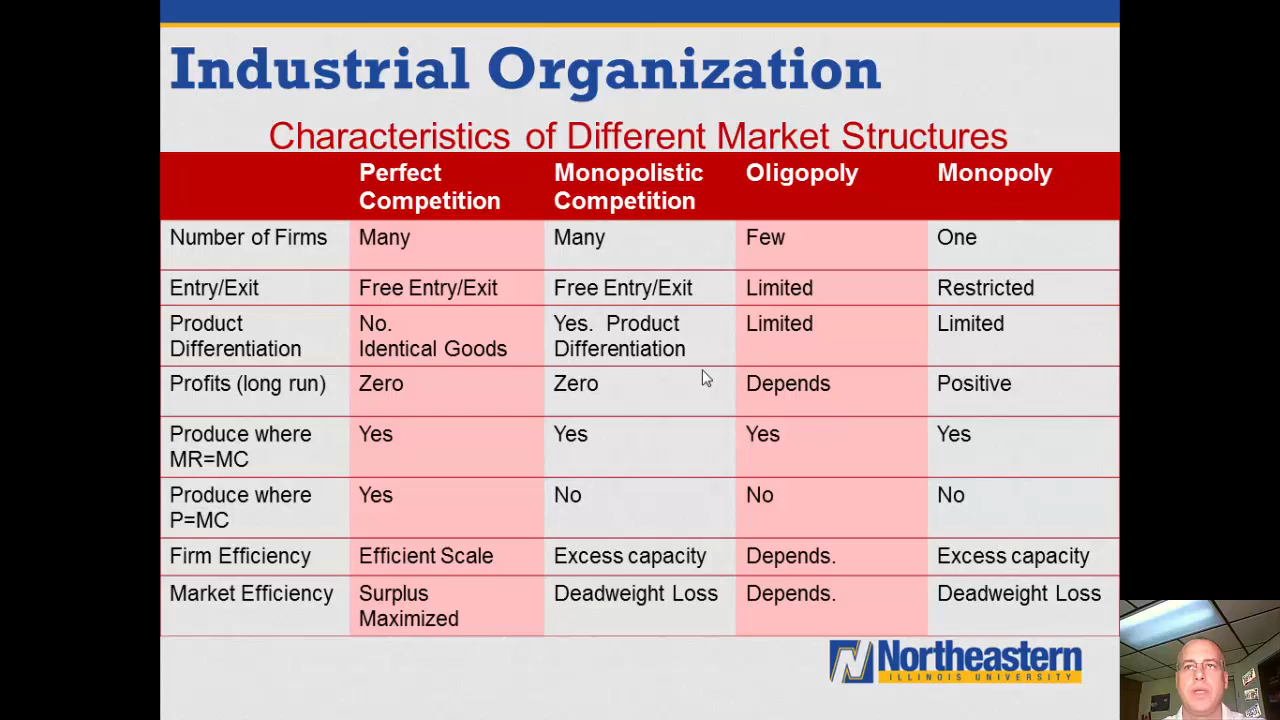 Industrial Organization
Characteristics of Different Market Structures
Perfect Competition Monopolistic Competition Oligopoly Monopoly
Number of Firms Many Many Few One
Entry/Exit Free Entry/Exit Free Entry/Exit Limited Restricted
Product Differentiation No. Identical Goods Yes. Product Differentiation Limited Limited
Profits (long run) Zero Zero Depends Positive
Produce where MR=MC Yes Yes Yes Yes
Produce where P=MC Yes No No No
Firm Efficiency Efficient Scale Excess capacity Depends. Excess capacity
Market Efficiency Surplus Maximized Deadweight Loss Depends. Deadweight Loss
Northeastern
ILLINOIS UNIVERSITY